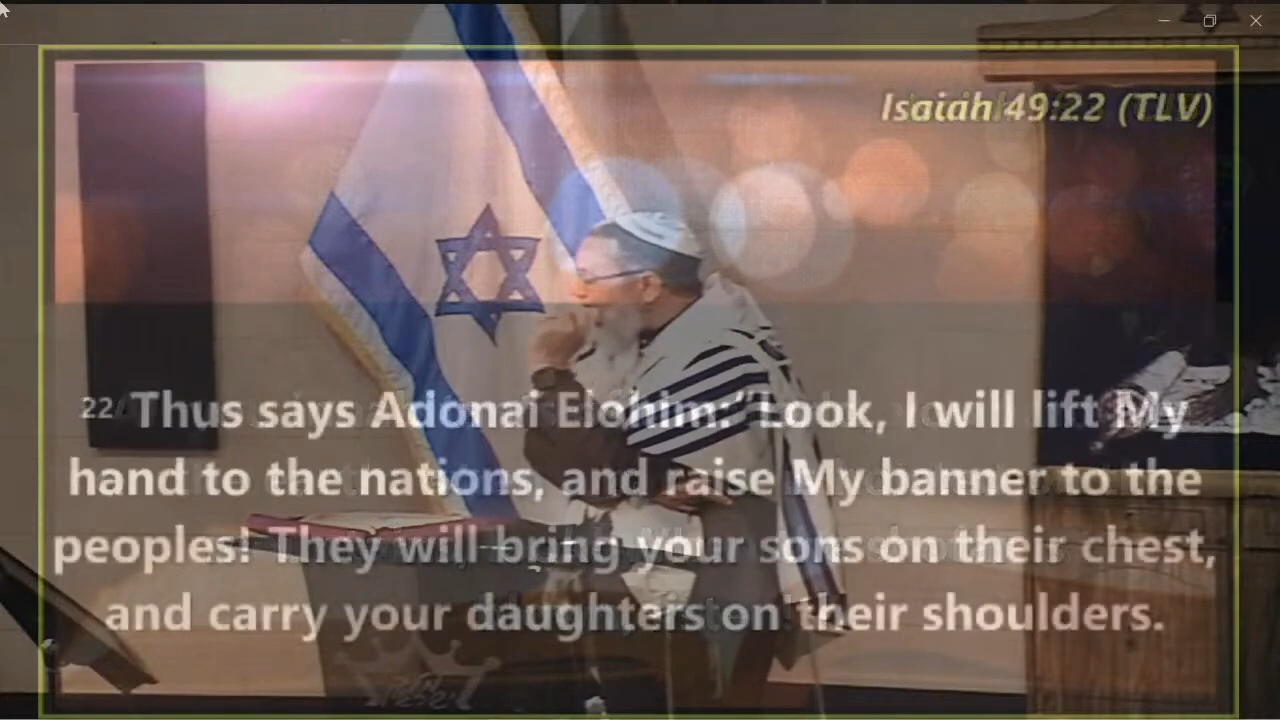 Isaiah 49:22 (TLV)
22 Thus says Adonai Elohim: "Look, I will lift My
hand to the nations, and raise My banner to the
peoples! They will bring your sons on their chest,
and carry your daughters on their shoulders.